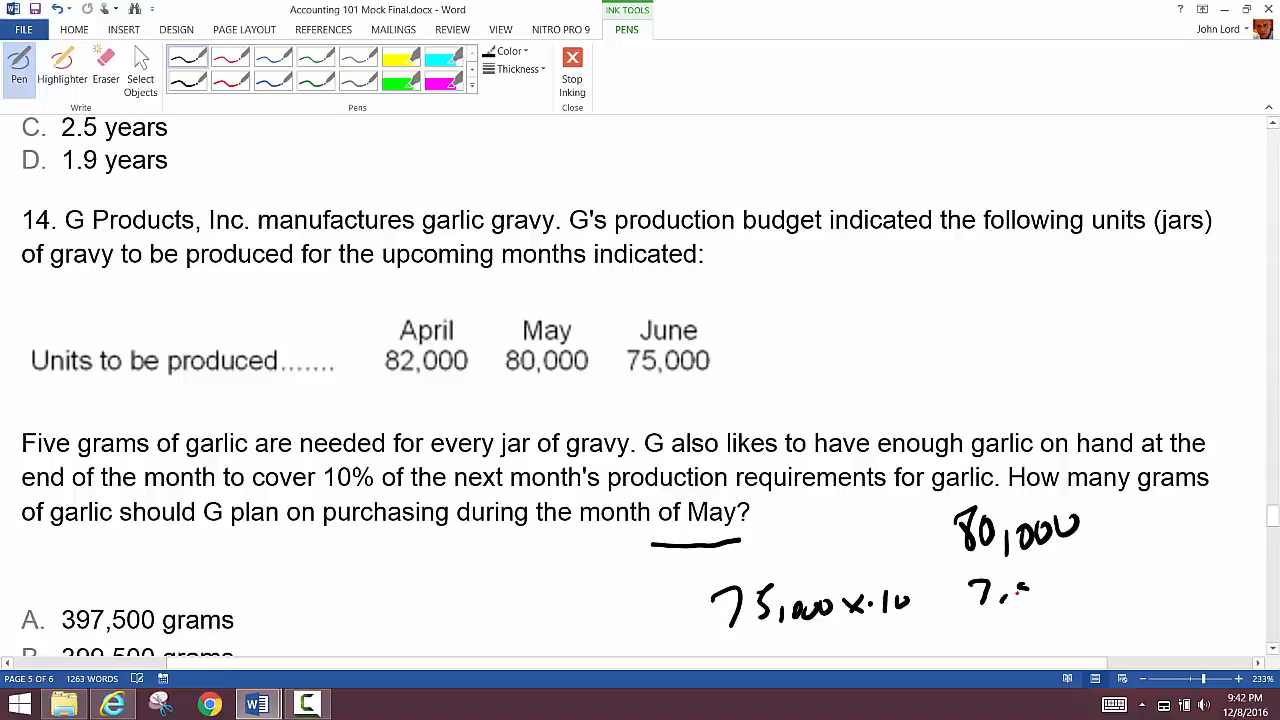 Accounting 101 Mock Final.docx - Word
INK TOOLS
FILE HOME INSERT DESIGN PAGE LAYOUT REFERENCES MAILINGS REVIEW VIEW NITRO PRO 9 PENS
John Lord
Pen Highlighter Eraser Select Objects
Color
Thickness
Stop Inking
Write Pens Close
C. 2.5 years
D. 1.9 years
14. G Products, Inc. manufactures garlic gravy. G's production budget indicated the following units (jars)
of gravy to be produced for the upcoming months indicated:
April May June
Units to be produced....... 82,000 80,000 75,000
Five grams of garlic are needed for every jar of gravy. G also likes to have enough garlic on hand at the
end of the month to cover 10% of the next month's production requirements for garlic. How many grams
of garlic should G plan on purchasing during the month of May?
80,000
75,000 x .10 7,5
A. 397,500 grams
B. 399,500 grams
PAGE 5 OF 6 1263 WORDS 233%
9:42 PM
12/8/2016